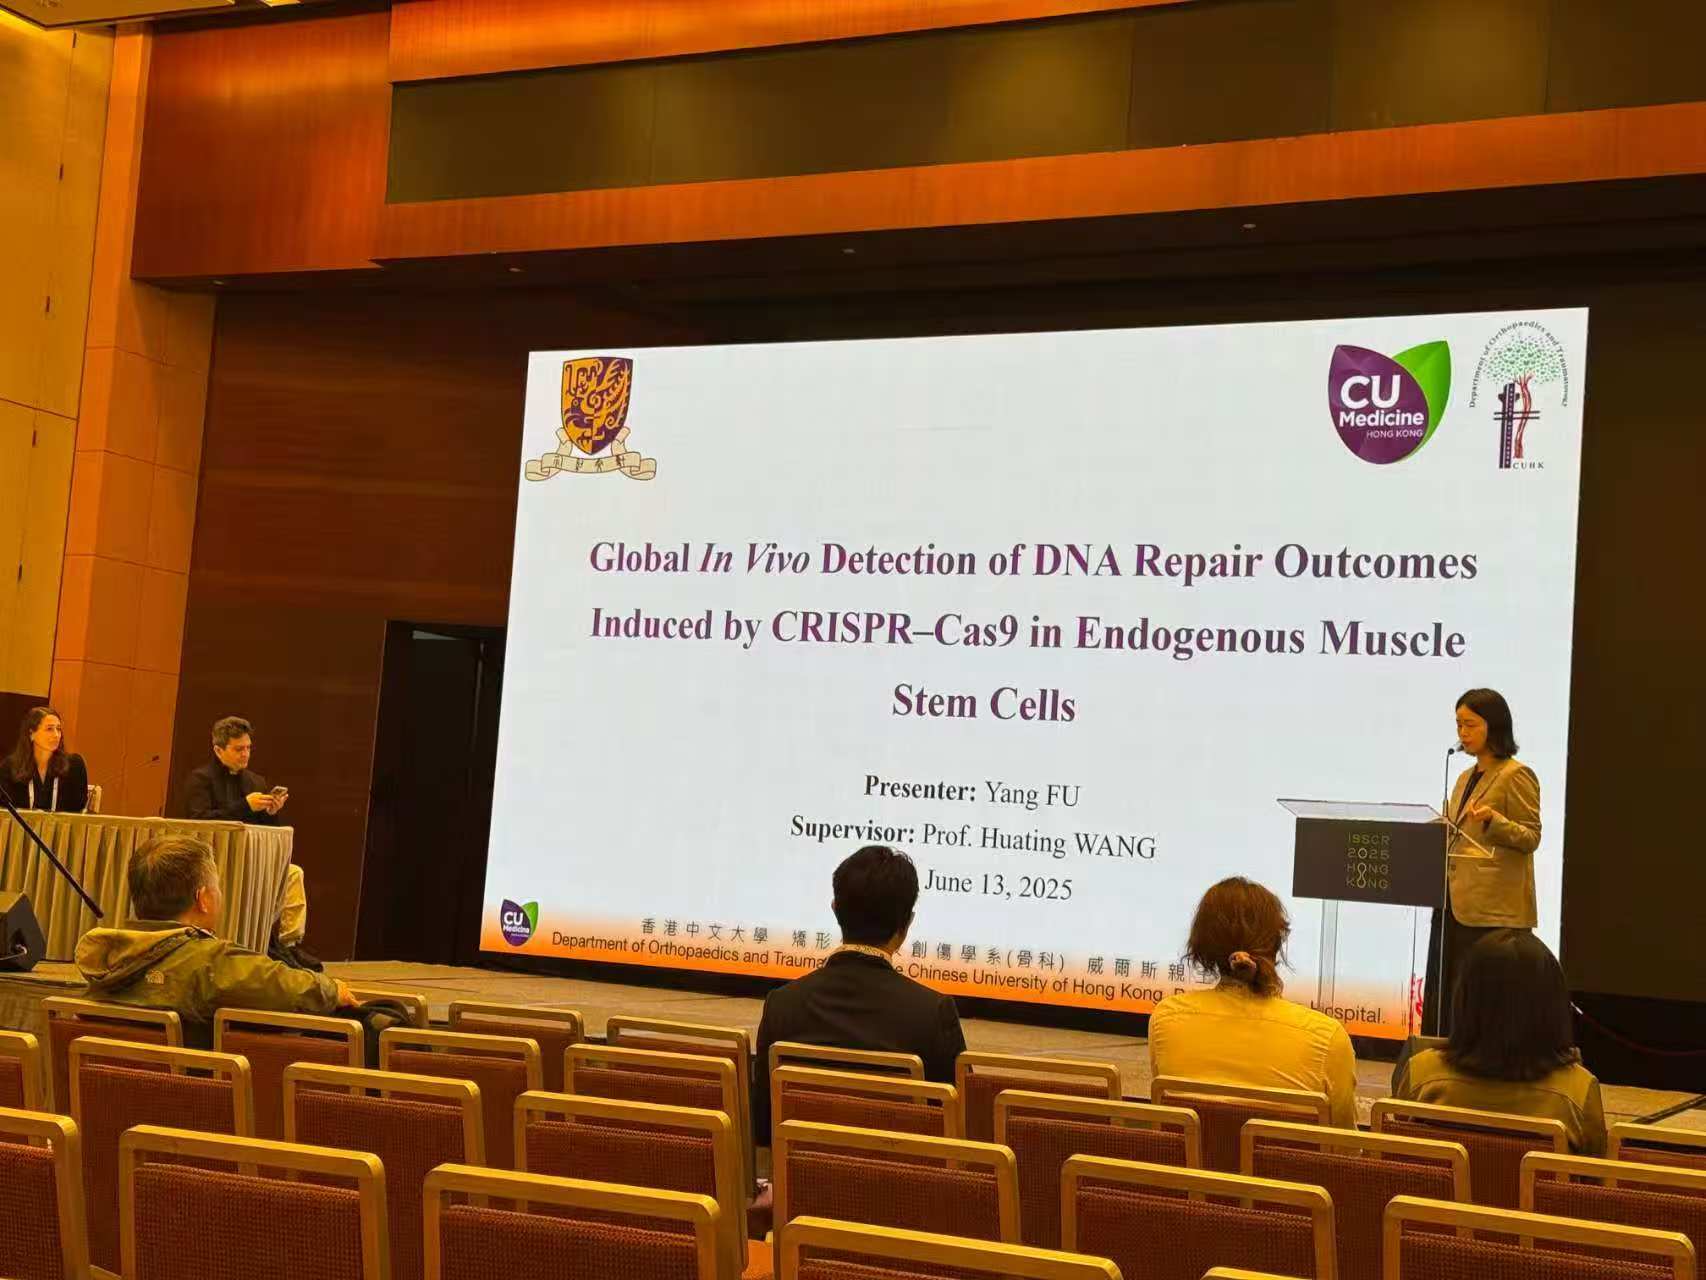 CU
Medicine
HONG KONG
Department of Orthopaedics and Traumatology
CUHK
Global In Vivo Detection of DNA Repair Outcomes
Induced by CRISPR–Cas9 in Endogenous Muscle
Stem Cells
Presenter: Yang FU
Supervisor: Prof. Huating WANG
June 13, 2025
ISSCR
2025
HONG
KONG
CU
Medicine
香港中文大學 矯形 創傷學系(骨科) 威爾斯親
Department of Orthopaedics and Trauma Chinese University of Hong Kong, ospital.